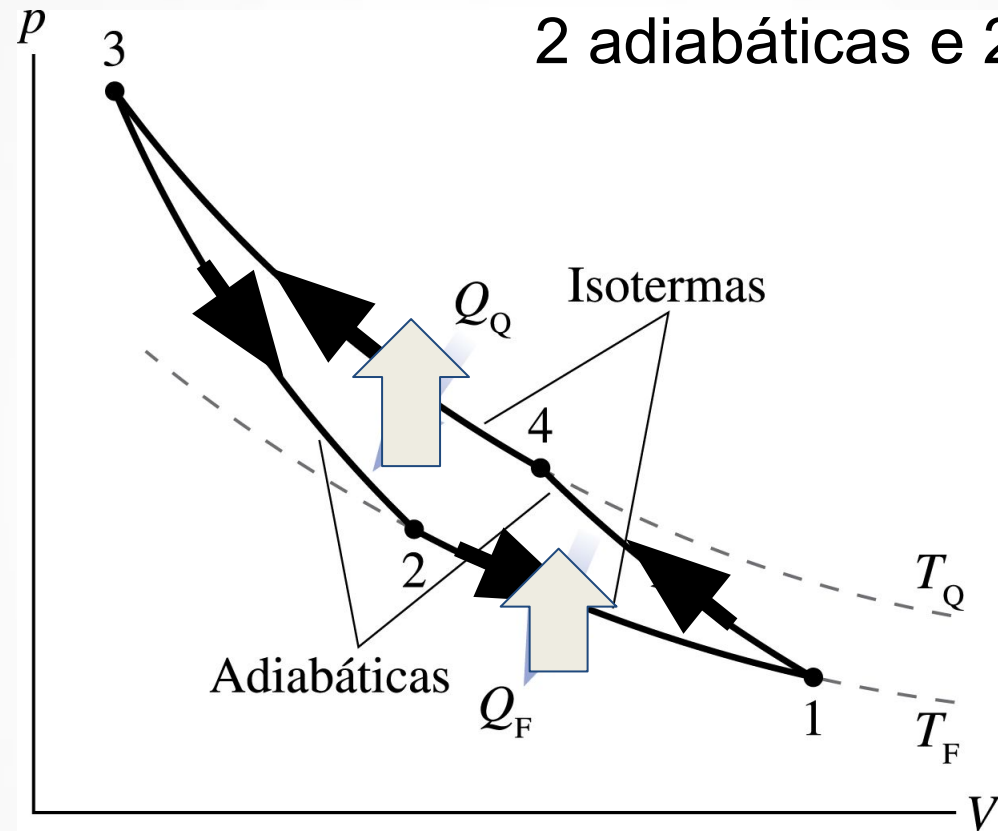 2 adiabáticas e 2
p
3
Isotermas
Q_Q
4
2
T_Q
Adiabáticas
Q_F
1
T_F
V